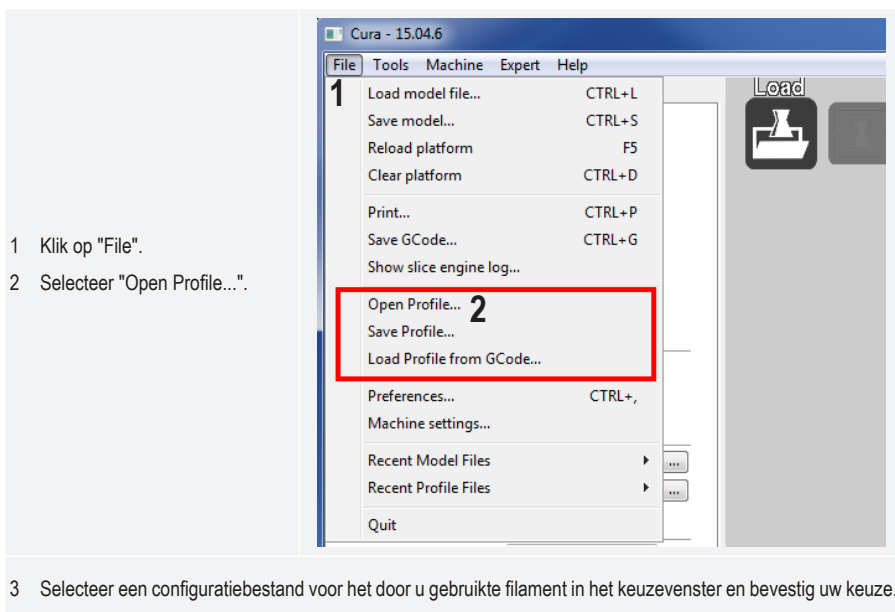 Cura - 15.04.6
File Tools Machine Expert Help
1 Load model file... CTRL+L
Save model... CTRL+S
Reload platform F5
Clear platform CTRL+D
Print... CTRL+P
Save GCode... CTRL+G
Show slice engine log...
Open Profile... 2
Save Profile...
Load Profile from GCode...
Preferences... CTRL+,
Machine settings...
Recent Model Files ...
Recent Profile Files ...
Quit
Load
1 Klik op "File".
2 Selecteer "Open Profile...".
3 Selecteer een configuratiebestand voor het door u gebruikte filament in het keuzevenster en bevestig uw keuze.